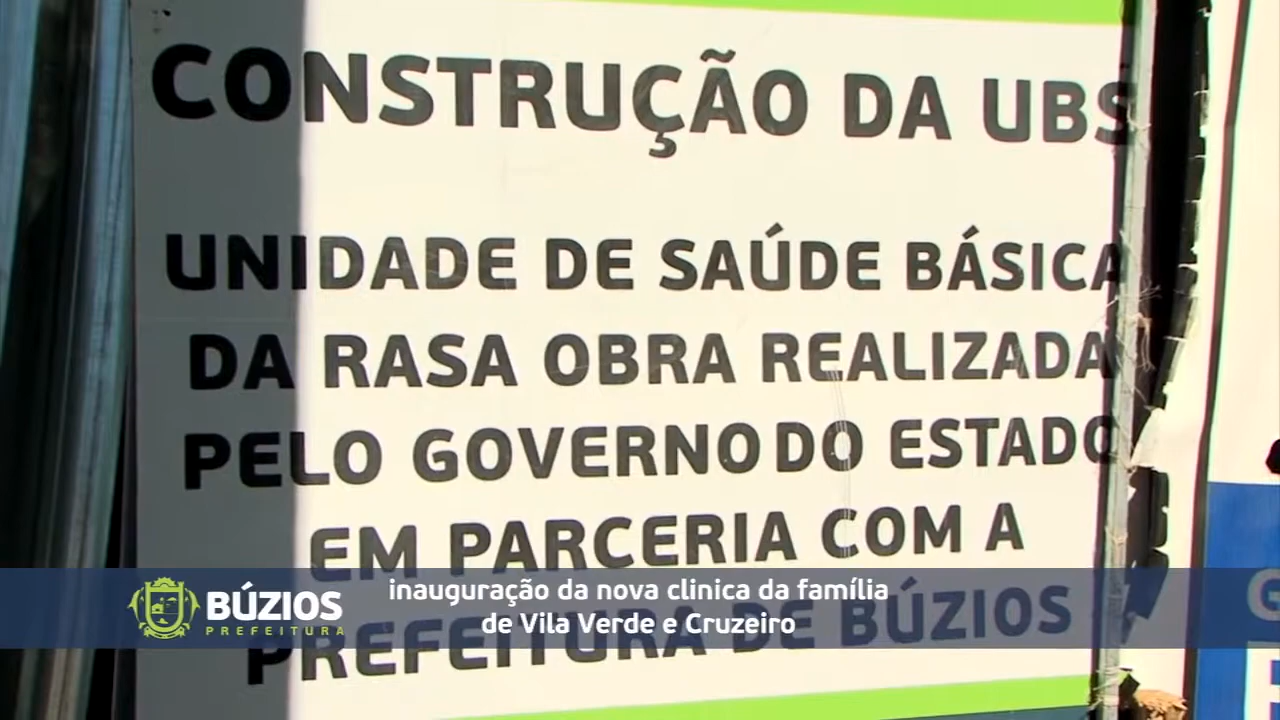 CONSTRUÇÃO DA UBS
UNIDADE DE SAÚDE BÁSICA
DA RASA OBRA REALIZADA
PELO GOVERNO DO ESTADO
EM PARCERIA COM A
PREFEITURA DE BÚZIOS
BÚZIOS
PREFEITURA
inauguração da nova clinica da família
de Vila Verde e Cruzeiro